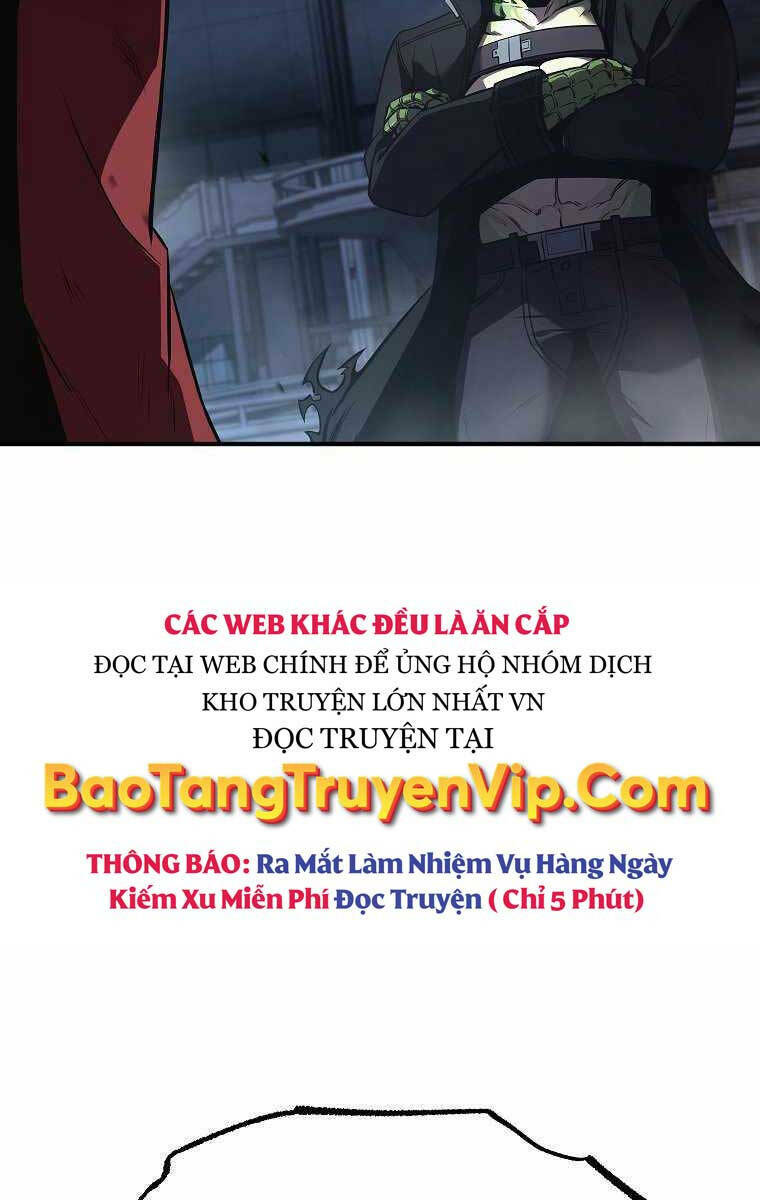 CÁC WEB KHÁC ĐỀU LÀ ĂN CẮP
ĐỌC TẠI WEB CHÍNH ĐỂ ỦNG HỘ NHÓM DỊCH
KHO TRUYỆN LỚN NHẤT VN
ĐỌC TRUYỆN TẠI
BaoTangTruyenVip.Com
THÔNG BÁO: Ra Mắt Làm Nhiệm Vụ Hàng Ngày
Kiếm Xu Miễn Phí Đọc Truyện ( Chỉ 5 Phút)